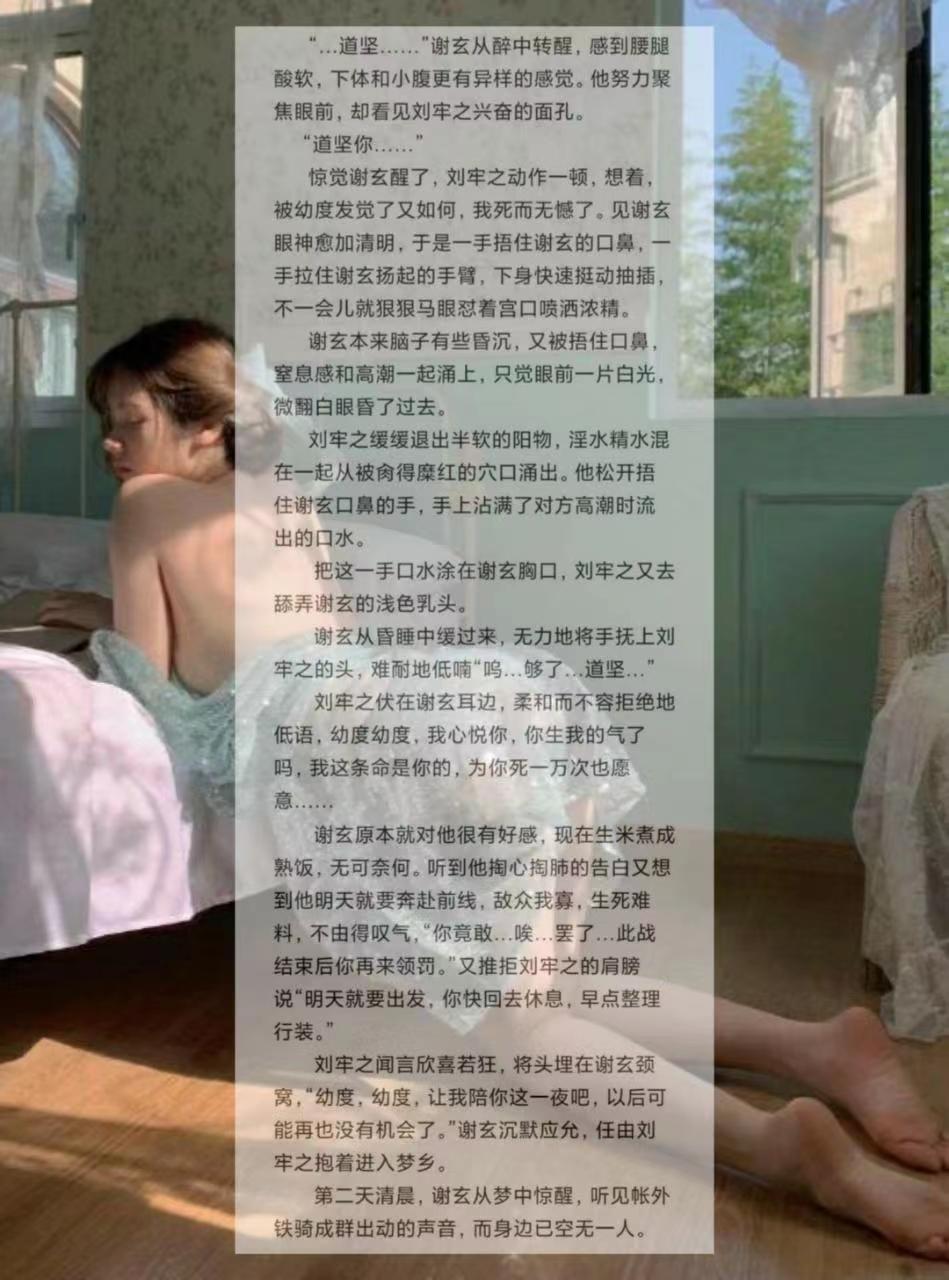 “…道坚……”谢玄从醉中转醒，感到腰腿
酸软，下体和小腹更有异样的感觉。他努力聚
焦眼前，却看见刘牢之兴奋的面孔。
“道坚你……”
惊觉谢玄醒了，刘牢之动作一顿，想着，
被幼度发觉了又如何，我死而无憾了。见谢玄
眼神愈加清明，于是一手捂住谢玄的口鼻，一
手拉住谢玄扬起的手臂，下身快速挺动抽插，
不一会儿就狠狠马眼怼着宫口喷洒浓精。
谢玄本来脑子有些昏沉，又被捂住口鼻，
窒息感和高潮一起涌上，只觉眼前一片白光，
微翻白眼昏了过去。
刘牢之缓缓退出半软的阳物，淫水精水混
在一起从被肏得糜红的穴口涌出。他松开捂
住谢玄口鼻的手，手上沾满了对方高潮时流
出的口水。
把这一手口水涂在谢玄胸口，刘牢之又去
舔弄谢玄的浅色乳头。
谢玄从昏睡中缓过来，无力地将手抚上刘
牢之的头，难耐地低喃“呜…够了…道坚…”
刘牢之伏在谢玄耳边，柔和而不容拒绝地
低语，幼度幼度，我心悦你，你生我的气了
吗，我这条命是你的，为你死一万次也愿
意……
谢玄原本就对他很有好感，现在生米煮成
熟饭，无可奈何。听到他掏心掏肺的告白又想
到他明天就要奔赴前线，敌众我寡，生死难
料，不由得叹气，“你竟敢…唉…罢了…此战
结束后你再来领罚。”又推拒刘牢之的肩膀
说“明天就要出发，你快回去休息，早点整理
行装。”
刘牢之闻言欣喜若狂，将头埋在谢玄颈
窝，“幼度，幼度，让我陪你这一夜吧，以后可
能再也没有机会了。”谢玄沉默应允，任由刘
牢之抱着进入梦乡。
第二天清晨，谢玄从梦中惊醒，听见帐外
铁骑成群出动的声音，而身边已空无一人。